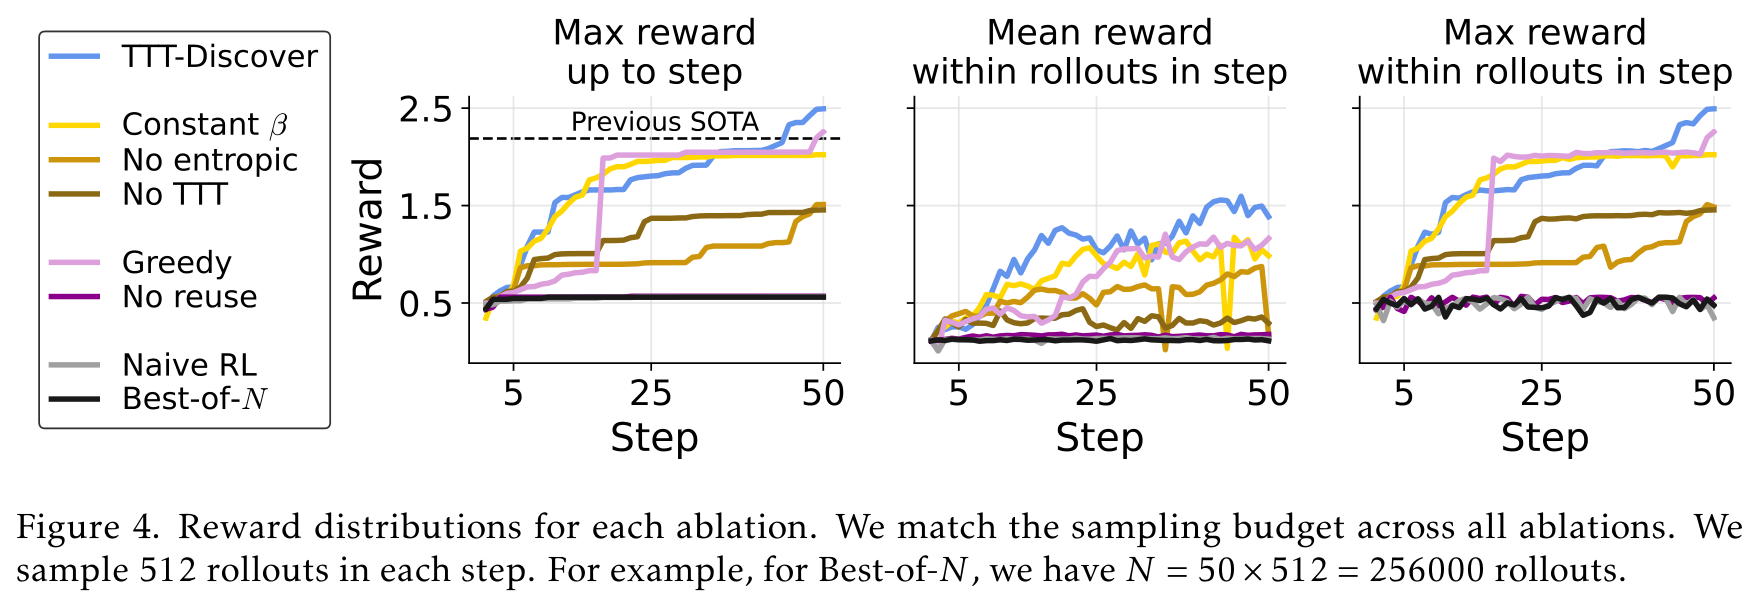 TTT-Discover
Constant β
No entropic
No TTT
Greedy
No reuse
Naive RL
Best-of-N
Max reward
up to step
Previous SOTA
2.5
1.5
0.5
Reward
5 25 50
Step
Mean reward
within rollouts in step
5 25 50
Step
Max reward
within rollouts in step
5 25 50
Step
Figure 4. Reward distributions for each ablation. We match the sampling budget across all ablations. We
sample 512 rollouts in each step. For example, for Best-of-N, we have N = 50 × 512 = 256000 rollouts.